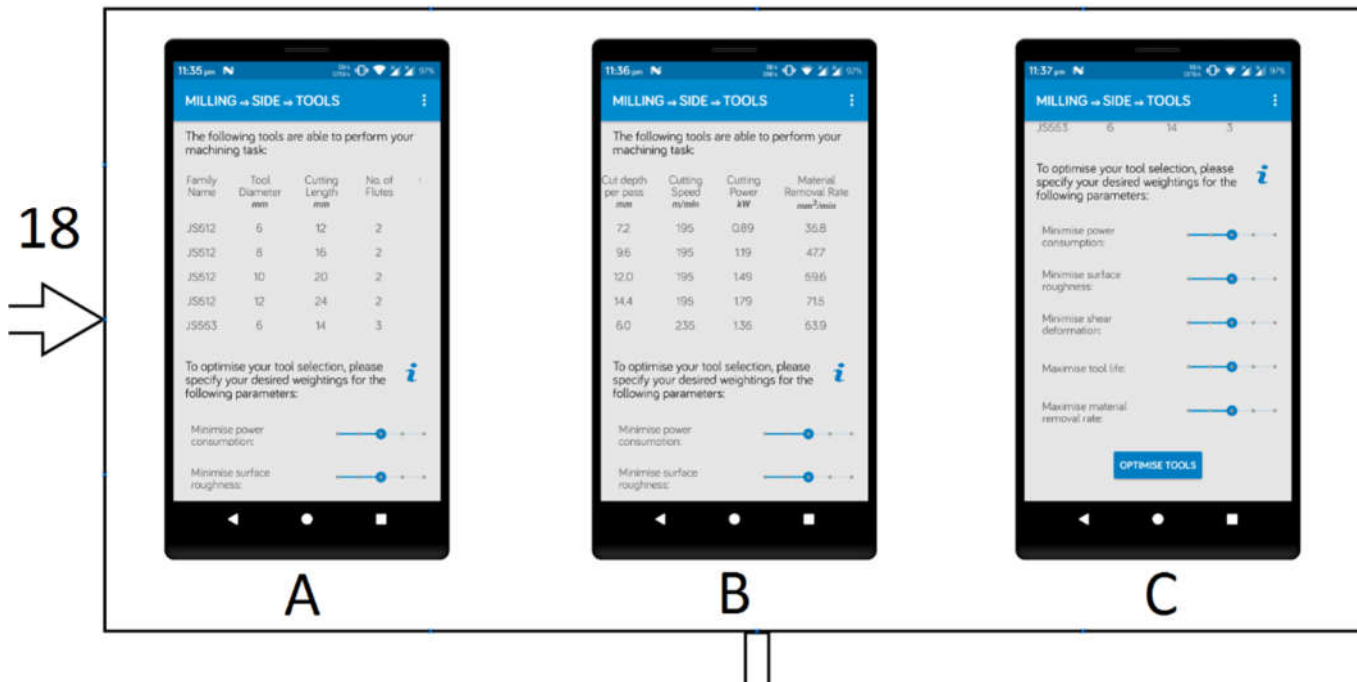 18
11:35 pm
97%
MILLING → SIDE → TOOLS
The following tools are able to perform your
machining task:
Family Name Tool Diameter mm Cutting Length mm No. of Flutes
JS512 6 12 2
JS512 8 16 2
JS512 10 20 2
JS512 12 24 2
JS553 6 14 3
To optimise your tool selection, please
specify your desired weightings for the
following parameters:
i
Minimise power
consumption:
Minimise surface
roughness:
A
11:36 pm
97%
MILLING → SIDE → TOOLS
The following tools are able to perform your
machining task:
Cut depth per pass mm Cutting Speed m/min Cutting Power kW Material Removal Rate mm³/min
7.2 195 0.89 35.8
9.6 195 1.19 47.7
12.0 195 1.49 59.6
14.4 195 1.79 71.5
6.0 235 1.36 53.9
To optimise your tool selection, please
specify your desired weightings for the
following parameters:
i
Minimise power
consumption:
Minimise surface
roughness:
B
11:37 pm
97%
MILLING → SIDE → TOOLS
JS553 6 14 3
To optimise your tool selection, please
specify your desired weightings for the
following parameters:
i
Minimise power
consumption:
Minimise surface
roughness:
Minimise shear
deformation:
Maximise tool life:
Maximise material
removal rate:
OPTIMISE TOOLS
C